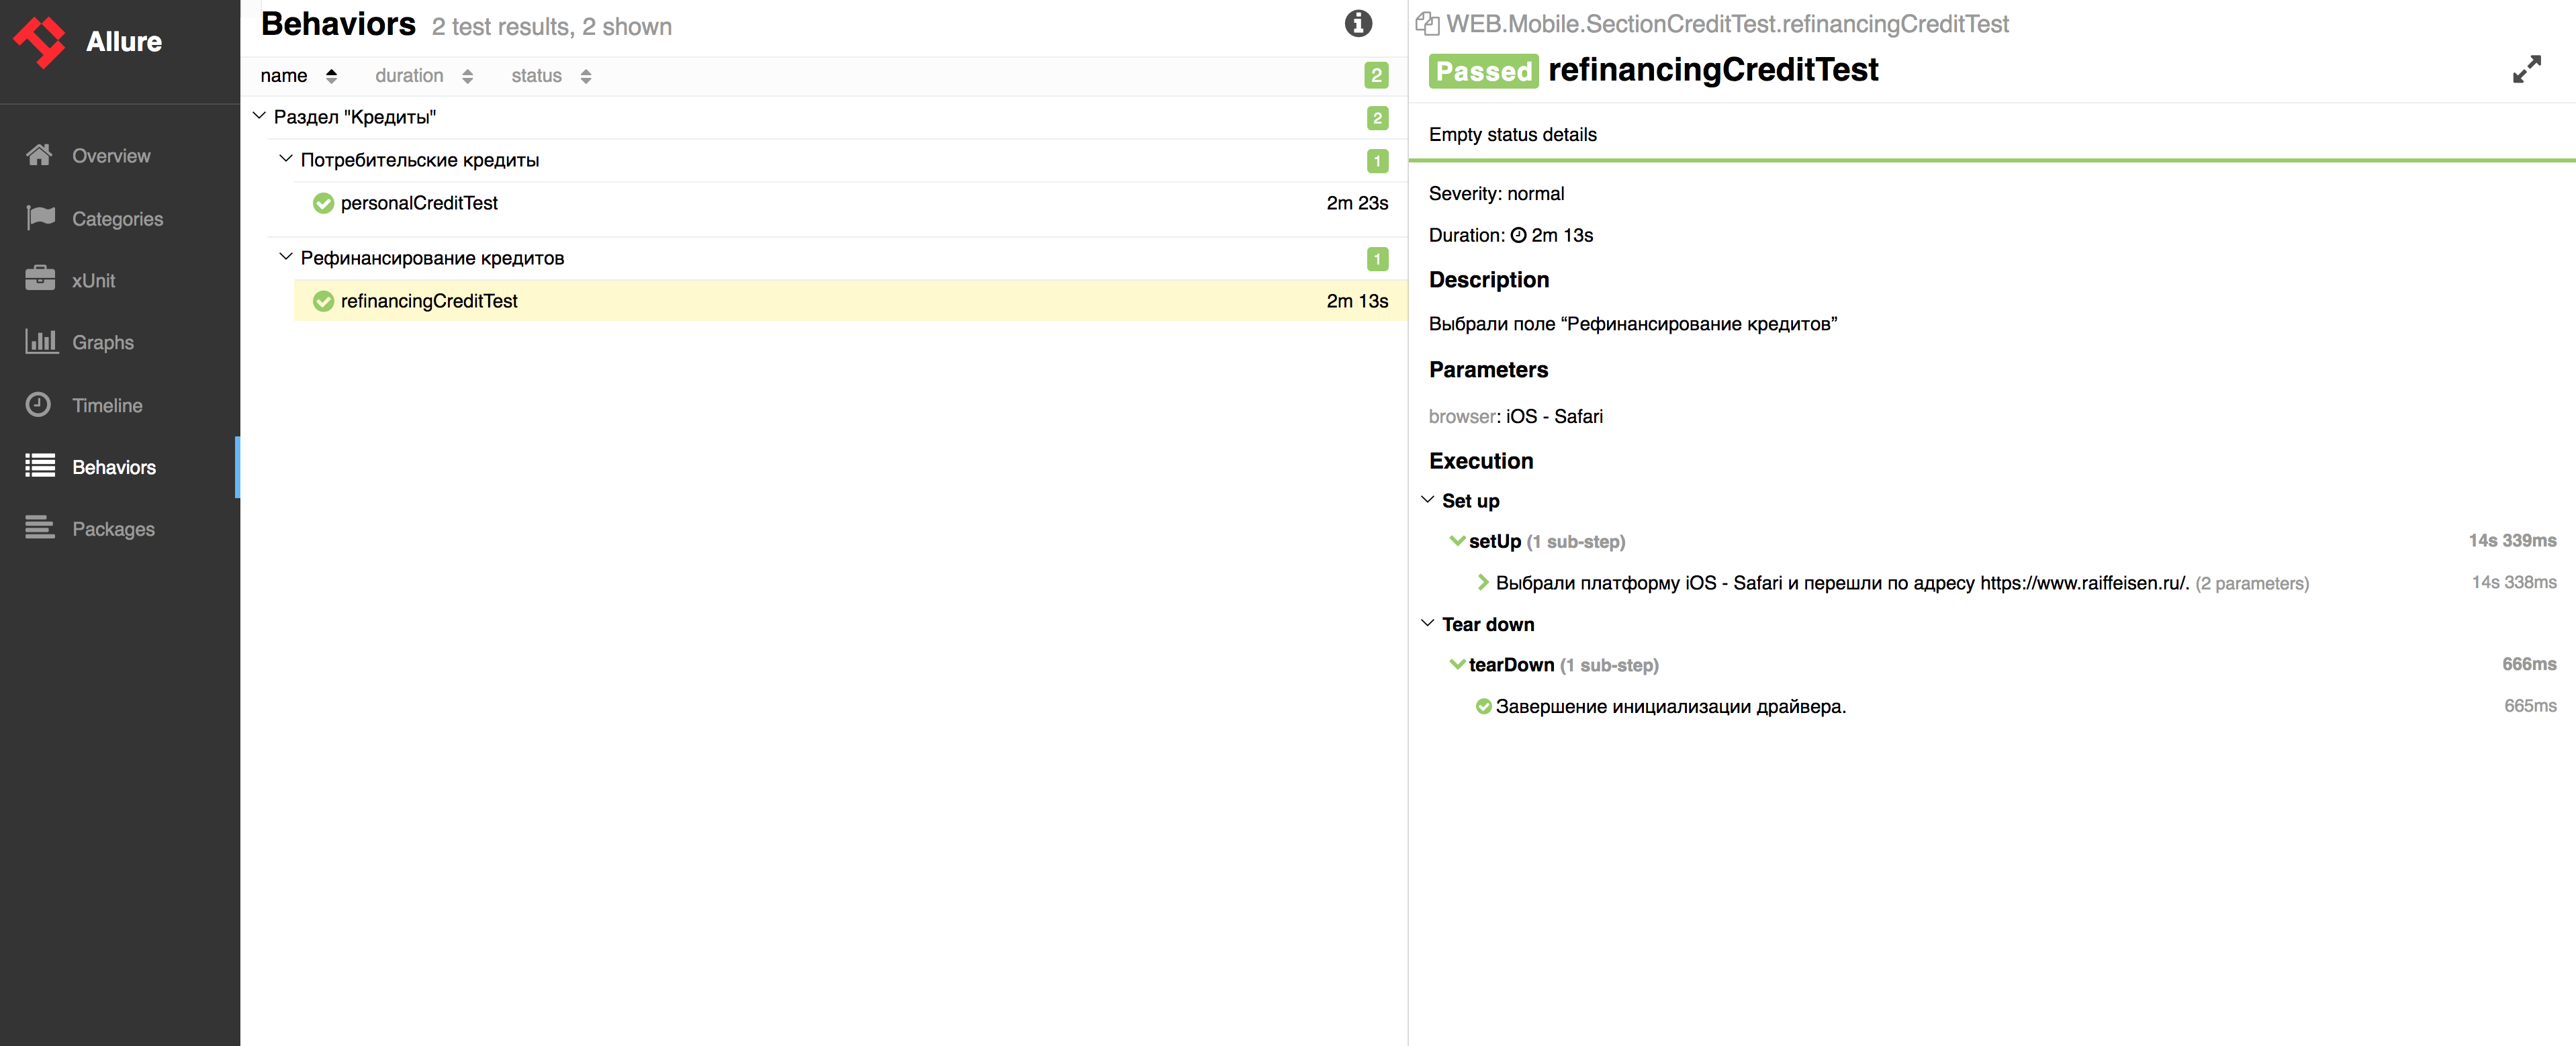 Allure
Overview
Categories
xUnit
Graphs
Timeline
Behaviors
Packages
Behaviors 2 test results, 2 shown
name duration status 2
Раздел "Кредиты" 2
Потребительские кредиты 1
personalCreditTest 2m 23s
Рефинансирование кредитов 1
refinancingCreditTest 2m 13s
WEB.Mobile.SectionCreditTest.refinancingCreditTest
Passed refinancingCreditTest
Empty status details
Severity: normal
Duration: 2m 13s
Description
Выбрали поле “Рефинансирование кредитов”
Parameters
browser: iOS - Safari
Execution
Set up
setUp (1 sub-step) 14s 339ms
Выбрали платформу iOS - Safari и перешли по адресу https://www.raiffeisen.ru/. (2 parameters) 14s 338ms
Tear down
tearDown (1 sub-step) 666ms
Завершение инициализации драйвера. 665ms